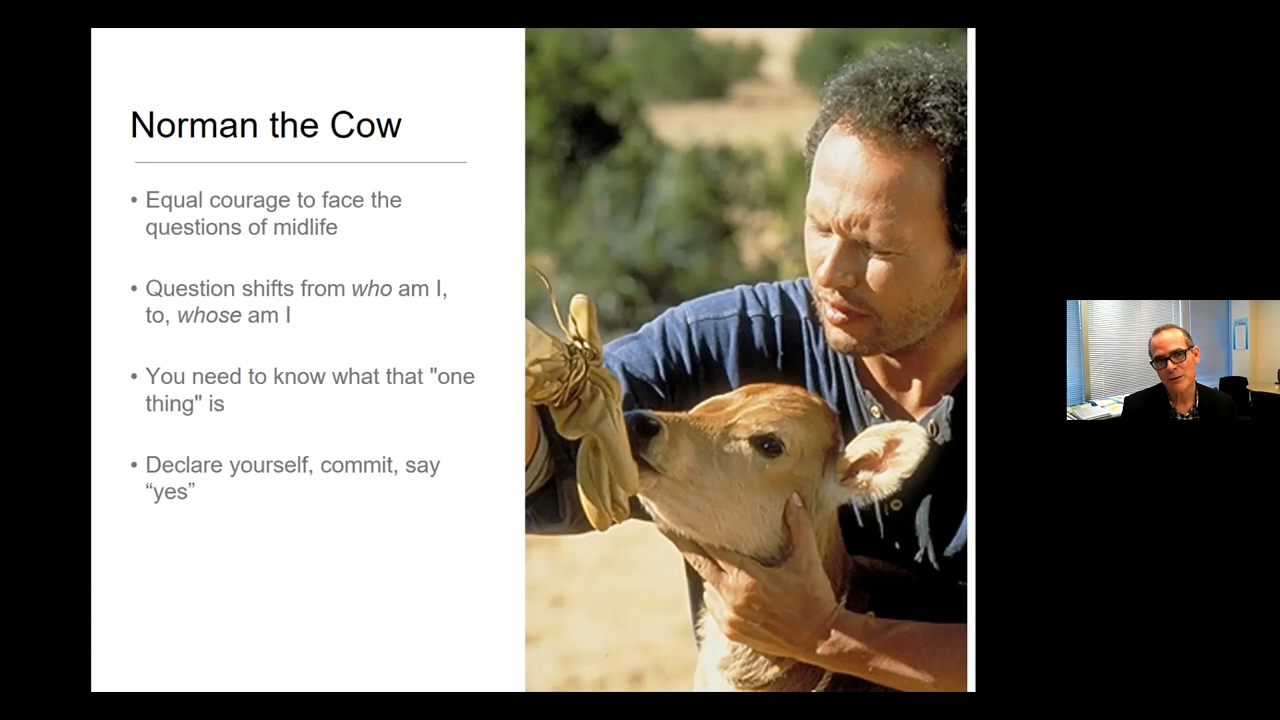 Norman the Cow
• Equal courage to face the
questions of midlife
• Question shifts from who am I,
to, whose am I
• You need to know what that "one
thing" is
• Declare yourself, commit, say
“yes”